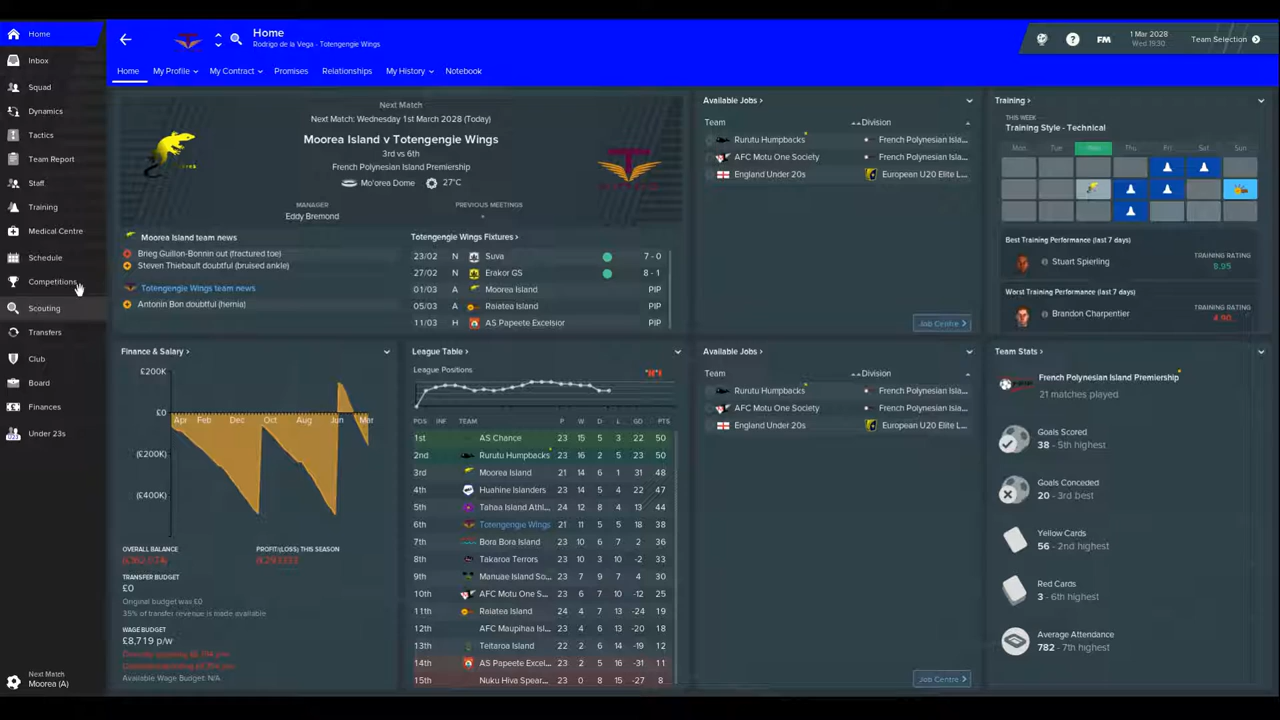 Home
Inbox
Squad
Dynamics
Tactics
Team Report
Staff
Training
Medical Centre
Schedule
Competitions
Scouting
Transfers
Club
Board
Finances
Under 23s
Next Match
Moorea (A)
Home
Rodrigo de la Vega - Totengengie Wings
? FM 1 Mar 2028
Wed 19:30
Team Selection
Home My Profile My Contract Promises Relationships My History Notebook
Next Match
Next Match: Wednesday 1st March 2028 (Today)
Moorea Island v Totengengie Wings
3rd vs 6th
French Polynesian Island Premiership
Mo'orea Dome 27°C
MANAGER
Eddy Bremond
PREVIOUS MEETINGS
-
Moorea Island team news
Brieg Guillon-Bonnin out (fractured toe)
Steven Thiebault doubtful (bruised ankle)
Totengengie Wings team news
Antonin Bon doubtful (hernia)
Totengengie Wings Fixtures >
23/02 N Suva 7 - 0
27/02 N Erakor GS 8 - 1
01/03 A Moorea Island PIP
05/03 A Raiatea Island PIP
11/03 H AS Papeete Excelsior PIP
Available Jobs >
Team Division
Rurutu Humpbacks French Polynesian Isla...
AFC Motu One Society French Polynesian Isla...
England Under 20s European U20 Elite L...
Job Centre >
Training >
THIS WEEK
Training Style - Technical
Mon. Tue. Wed. Thu. Fri. Sat. Sun.
Best Training Performance (last 7 days)
Stuart Spierling TRAINING RATING
8.95
Worst Training Performance (last 7 days)
Brandon Charpentier TRAINING RATING
4.90
Finance & Salary >
£200K
£0
(£200K)
(£400K)
Apr Feb Dec Oct Aug Jun Mar
OVERALL BALANCE
PROFIT/(LOSS) THIS SEASON
TRANSFER BUDGET
£0
Original budget was £0
35% of transfer revenue is made available
WAGE BUDGET
£8,719 p/w
Available Wage Budget: N/A
League Table >
League Positions
POS INF TEAM P W D L GD PTS
1st AS Chance 23 15 5 3 22 50
2nd Rurutu Humpbacks 23 16 2 5 23 50
3rd Moorea Island 21 14 6 1 31 48
4th Huahine Islanders 23 14 5 4 22 47
5th Tahaa Island Athl... 24 12 8 4 13 44
6th Totengengie Wings 21 11 5 5 18 38
7th Bora Bora Island 23 10 6 7 2 36
8th Takaroa Terrors 23 10 3 10 -2 33
9th Manuae Island So... 23 7 9 7 4 30
10th AFC Motu One S... 23 6 7 10 -12 25
11th Raiatea Island 24 4 7 13 -24 19
12th AFC Maupihaa Isl... 23 4 6 13 -14 18
13th Teitaroa Island 22 2 6 14 -19 12
14th AS Papeete Excel... 23 2 5 16 -31 11
15th Nuku Hiva Spear... 23 0 8 15 -27 8
Available Jobs >
Team Division
Rurutu Humpbacks French Polynesian Isla...
AFC Motu One Society French Polynesian Isla...
England Under 20s European U20 Elite L...
Job Centre >
Team Stats >
French Polynesian Island Premiership
21 matches played
Goals Scored
38 - 5th highest
Goals Conceded
20 - 3rd best
Yellow Cards
56 - 2nd highest
Red Cards
3 - 6th highest
Average Attendance
782 - 7th highest